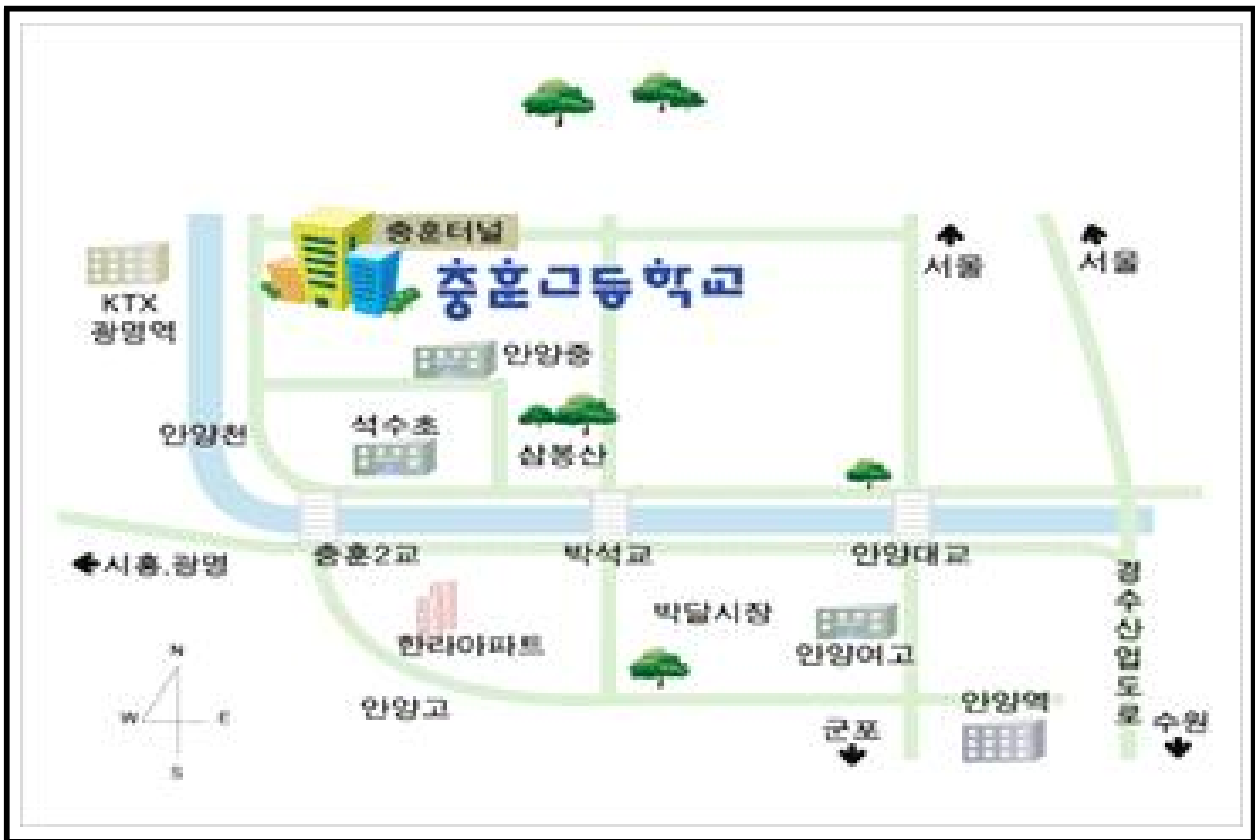 충훈터널
서울
서울
충훈고등학교
KTX
광명역
안양중
석수초
안양천
삼봉산
시흥.광명
충훈2교
박석교
안양대교
경수산업도로
박달시장
한라아파트
안양여고
안양고
안양역
군포
수원
N
W
E
S